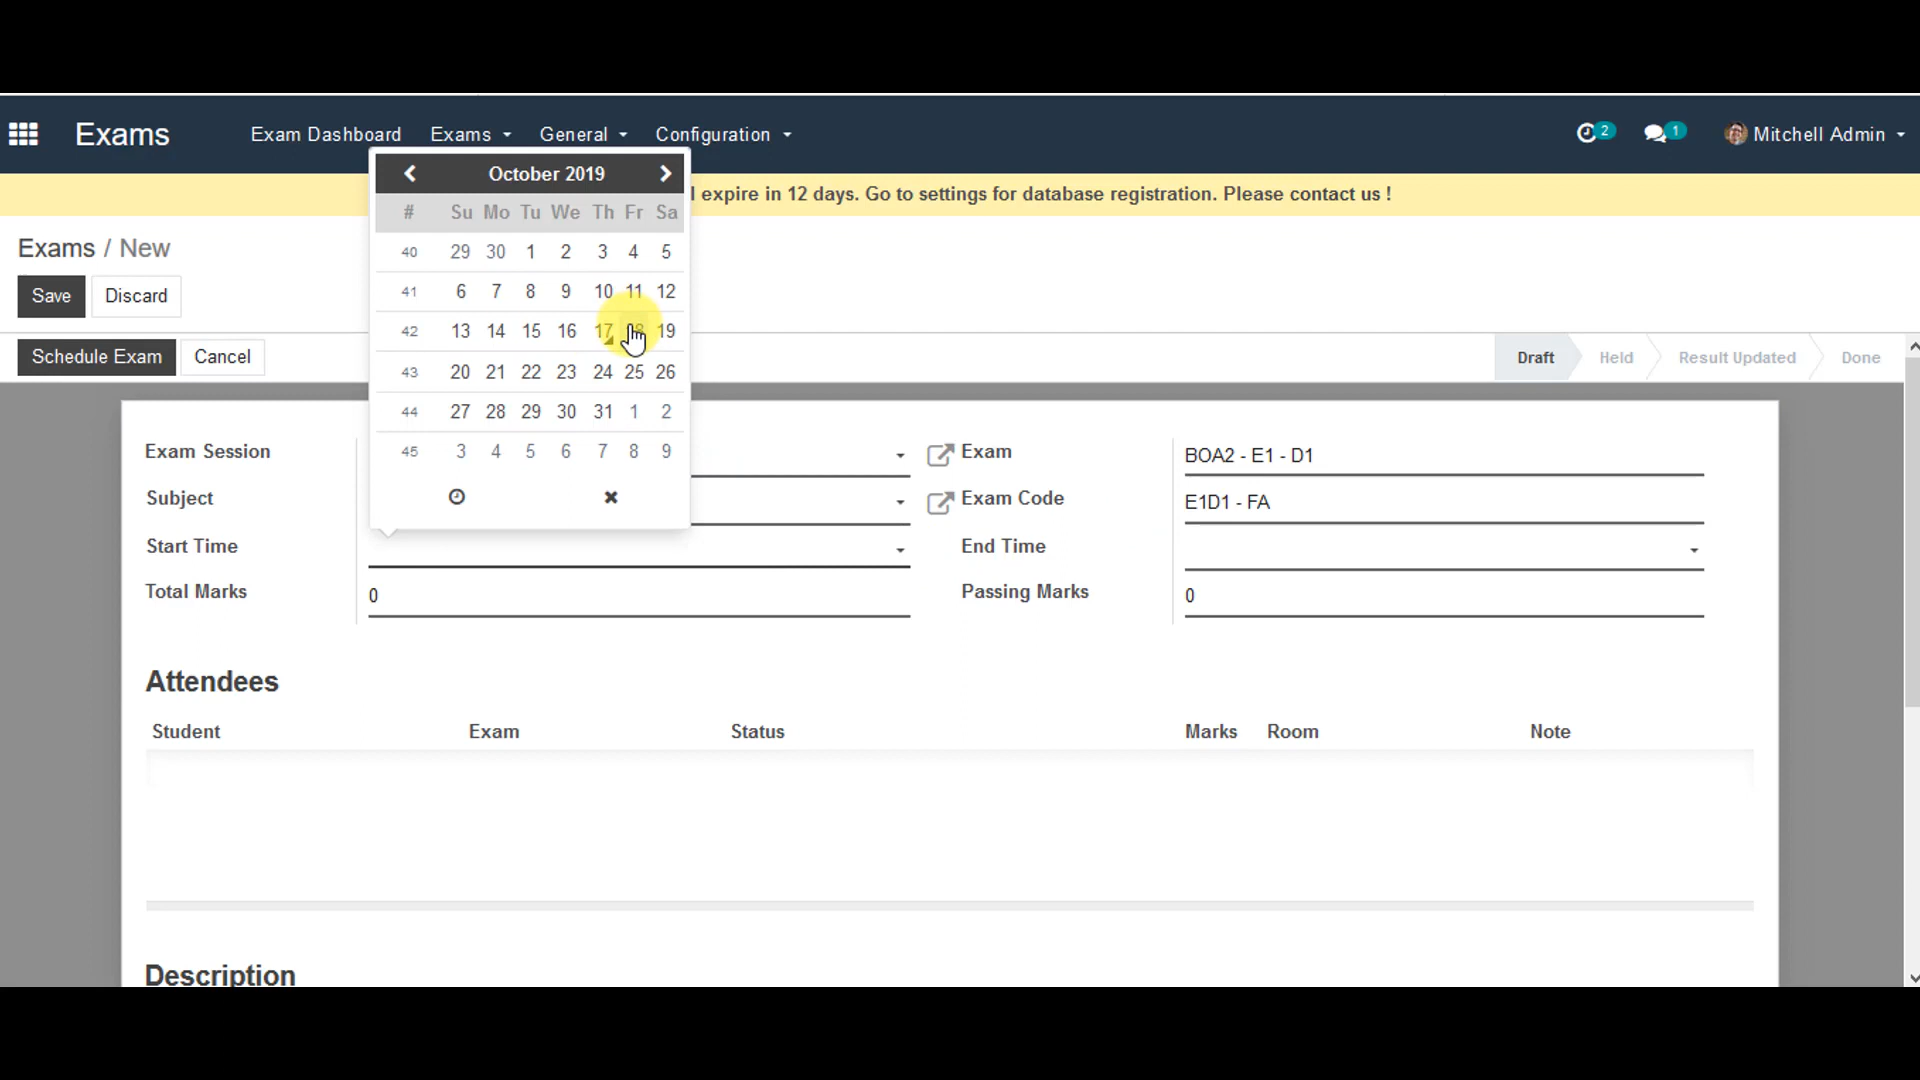 Exams Exam Dashboard Exams General Configuration 2 1 Mitchell Admin
October 2019
expire in 12 days. Go to settings for database registration. Please contact us !
# Su Mo Tu We Th Fr Sa
40 29 30 1 2 3 4 5
Exams / New
41 6 7 8 9 10 11 12
Save Discard
42 13 14 15 16 17 18 19
Schedule Exam Cancel
Draft Held Result Updated Done
43 20 21 22 23 24 25 26
44 27 28 29 30 31 1 2
45 3 4 5 6 7 8 9
Exam Session Exam BOA2 - E1 - D1
Subject Exam Code E1D1 - FA
Start Time End Time
Total Marks 0 Passing Marks 0
Attendees
Student Exam Status Marks Room Note
Description